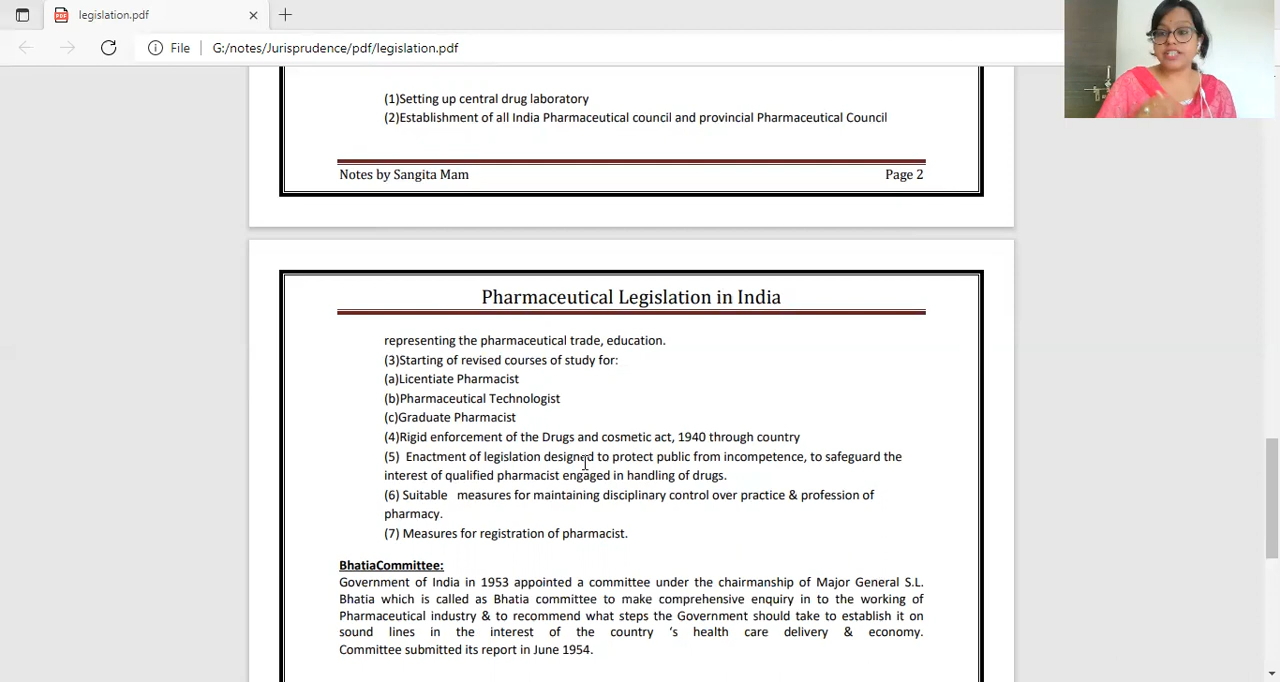 legislation.pdf
File
G:/notes/Jurisprudence/pdf/legislation.pdf
(1)Setting up central drug laboratory
(2)Establishment of all India Pharmaceutical council and provincial Pharmaceutical Council
Notes by Sangita Mam Page 2
Pharmaceutical Legislation in India
representing the pharmaceutical trade, education.
(3)Starting of revised courses of study for:
(a)Licentiate Pharmacist
(b)Pharmaceutical Technologist
(c)Graduate Pharmacist
(4)Rigid enforcement of the Drugs and cosmetic act, 1940 through country
(5) Enactment of legislation designed to protect public from incompetence, to safeguard the
interest of qualified pharmacist engaged in handling of drugs.
(6) Suitable measures for maintaining disciplinary control over practice & profession of
pharmacy.
(7) Measures for registration of pharmacist.
BhatiaCommittee:
Government of India in 1953 appointed a committee under the chairmanship of Major General S.L.
Bhatia which is called as Bhatia committee to make comprehensive enquiry in to the working of
Pharmaceutical industry & to recommend what steps the Government should take to establish it on
sound lines in the interest of the country 's health care delivery & economy.
Committee submitted its report in June 1954.